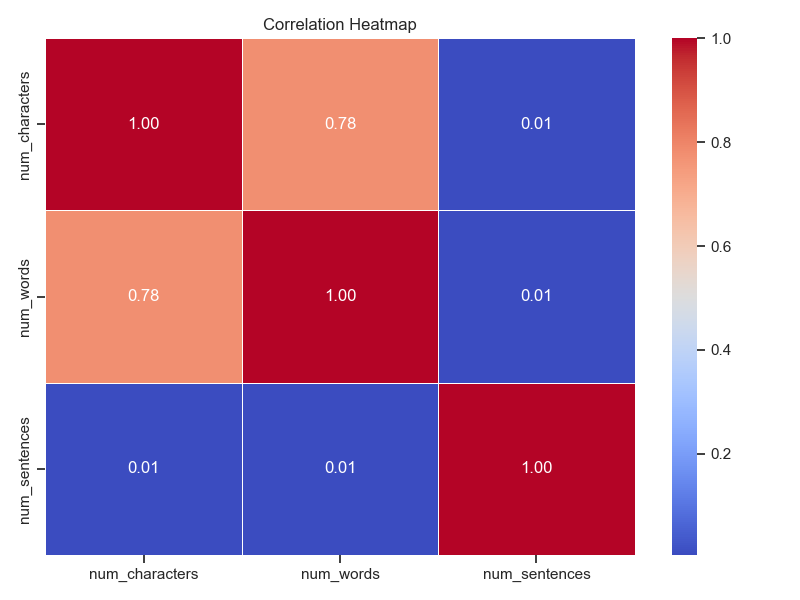 Correlation Heatmap
num_characters
1.00 0.78 0.01
num_words
0.78 1.00 0.01
num_sentences
0.01 0.01 1.00
num_characters num_words num_sentences
1.0
0.8
0.6
0.4
0.2